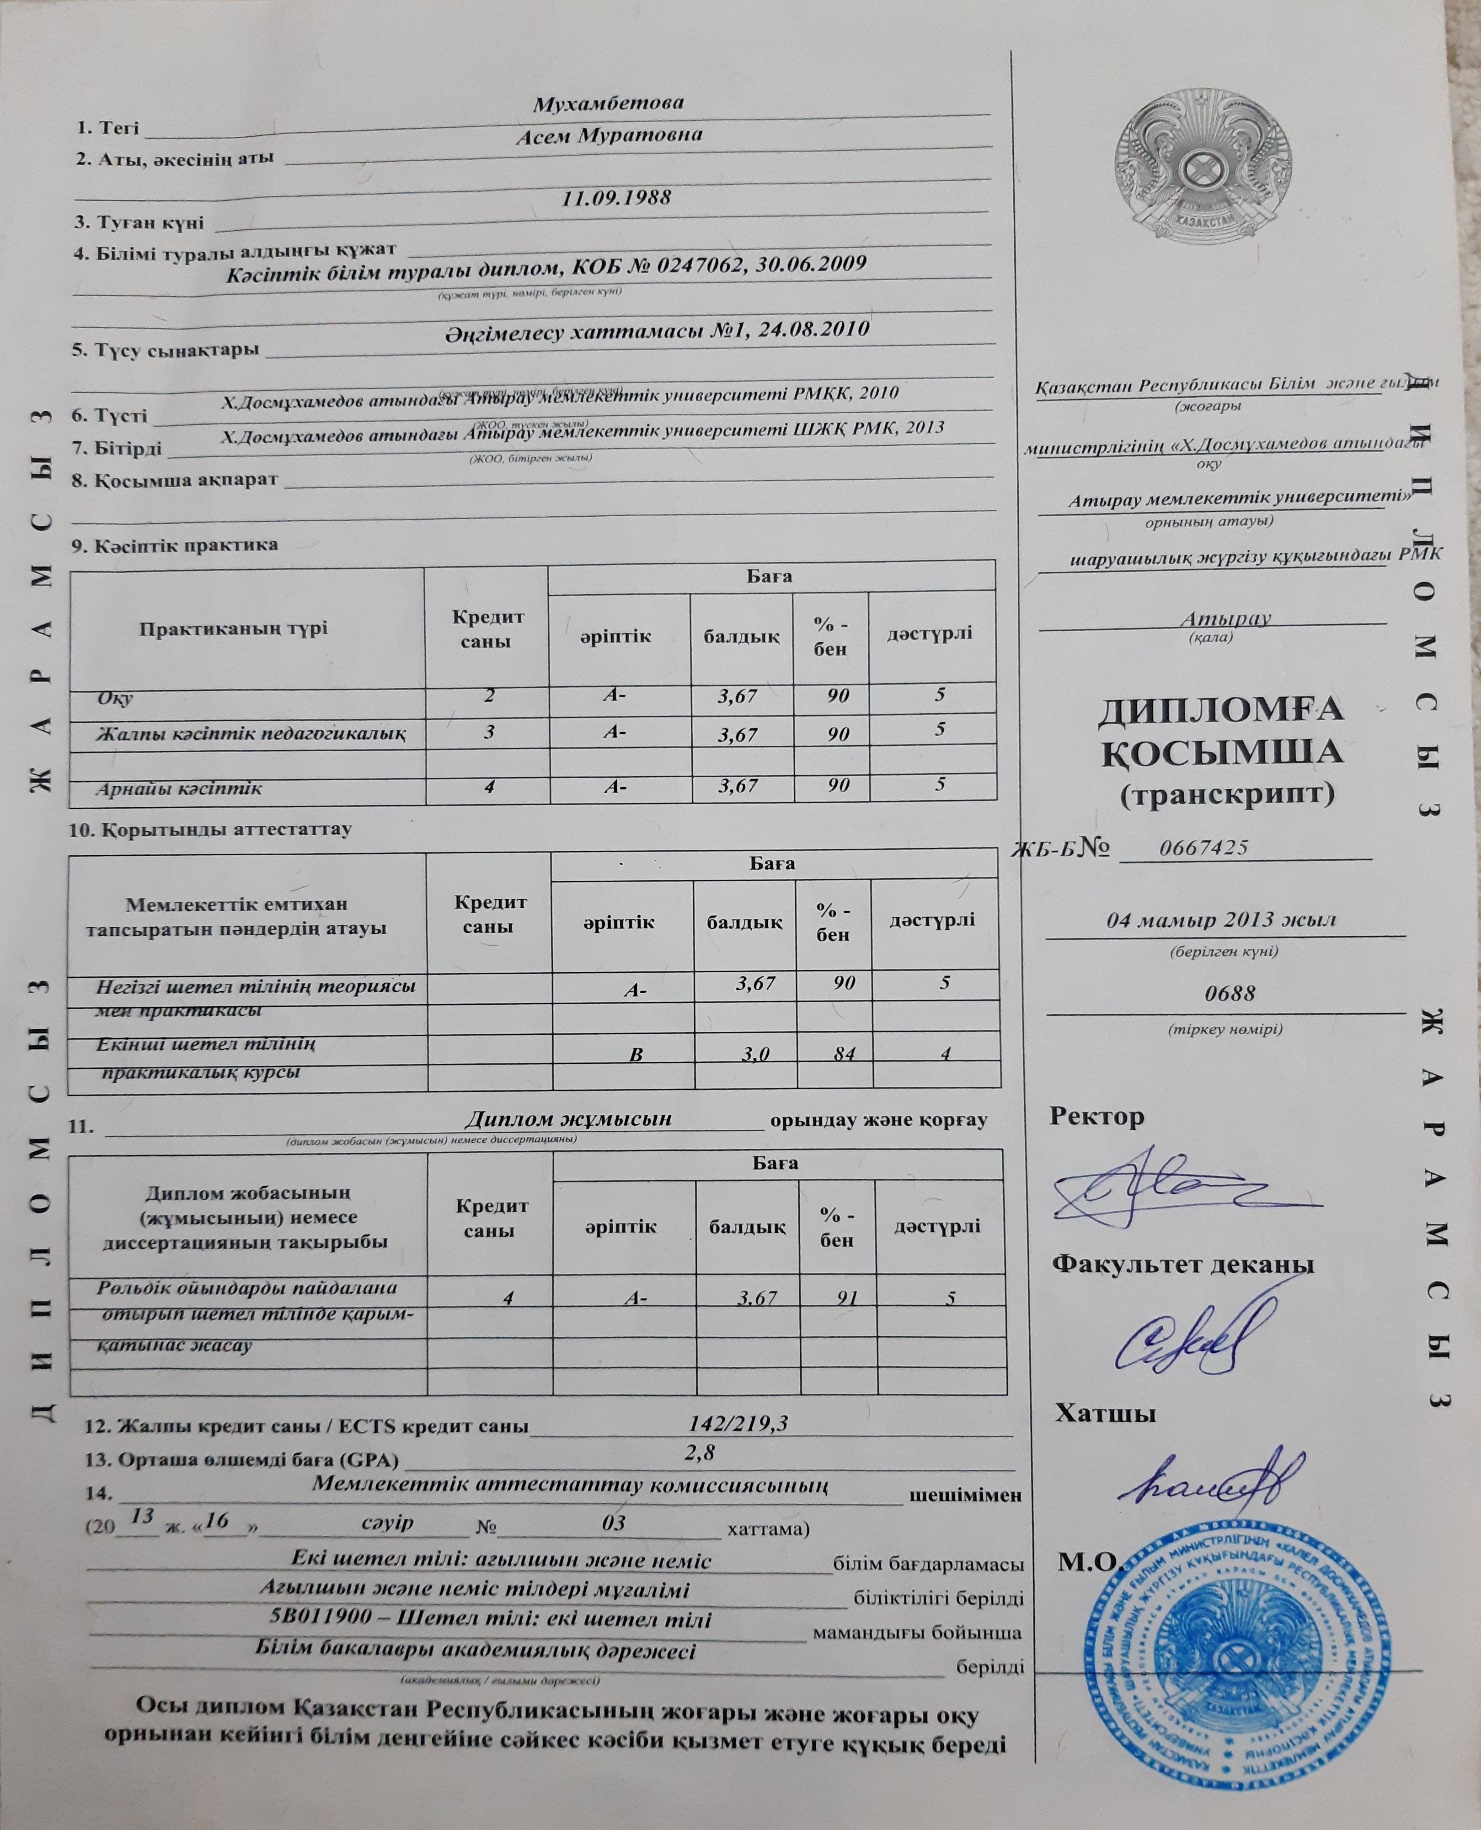 Мухамбетова
1. Тегі
Асем Муратовна
2. Аты, әкесінің аты
11.09.1988
3. Туған күні
4. Білімі туралы алдыңғы құжат
Кәсіптік білім туралы диплом, КОБ № 0247062, 30.06.2009
(құжат түрі, нөмірі, берілген күні)
Әңгімелесу хаттамасы №1, 24.08.2010
5. Түсу сынақтары
(құжат түрі, нөмірі, берілген күні)
Х.Досмұхамедов атындағы Атырау мемлекеттік университеті РМҚК, 2010
6. Түсті
(ЖОО, түскен жылы)
Х.Досмұхамедов атындағы Атырау мемлекеттік университеті ШЖҚ РМК, 2013
7. Бітірді
(ЖОО, бітірген жылы)
8. Қосымша ақпарат
9. Кәсіптік практика
Практиканың түрі Кредит саны Баға
әріптік балдық % - бен дәстүрлі
Оқу 2 А- 3,67 90 5
Жалпы кәсіптік педагогикалық 3 А- 3,67 90 5
Арнайы кәсіптік 4 А- 3,67 90 5
10. Қорытынды аттестаттау
Мемлекеттік емтихан тапсыратын пәндердің атауы Кредит саны Баға
әріптік балдық % - бен дәстүрлі
Негізгі шетел тілінің теориясы А- 3,67 90 5
мен практикасы
Екінші шетел тілінің В 3,0 84 4
практикалық курсы
11. Диплом жұмысын орындау және қорғау
(диплом жобасын (жұмысын) немесе диссертацияны)
Диплом жобасының (жұмысының) немесе диссертацияның тақырыбы Кредит саны Баға
әріптік балдық % - бен дәстүрлі
Рөльдік ойындарды пайдалана 4 А- 3.67 91 5
отырып шетел тілінде қарым-
қатынас жасау
12. Жалпы кредит саны / ECTS кредит саны 142/219,3
13. Орташа өлшемді баға (GPA) 2,8
14. Мемлекеттік аттестаттау комиссиясының шешімімен
(20 13 ж. «16 » сәуір № 03 хаттама)
Екі шетел тілі: ағылшын және неміс білім бағдарламасы
Ағылшын және неміс тілдері мұғалімі біліктілігі берілді
5В011900 – Шетел тілі: екі шетел тілі мамандығы бойынша
Білім бакалавры академиялық дәрежесі берілді
(академиялық / ғылыми дәрежесі)
Осы диплом Қазақстан Республикасының жоғары және жоғары оқу
орнынан кейінгі білім деңгейіне сәйкес кәсіби қызмет етуге құқық береді
ДИПЛОМСЫЗ ЖАРАМСЫЗ
ҚАЗАҚСТАН
Қазақстан Республикасы Білім және ғылым
(жоғары
министрлігінің «Х.Досмұхамедов атындағы
оқу
Атырау мемлекеттік университеті»
орнының атауы)
шаруашылық жүргізу құқығындағы РМК
Атырау
(қала)
ДИПЛОМҒА
ҚОСЫМША
(транскрипт)
ЖБ-Б№ 0667425
04 мамыр 2013 жыл
(берілген күні)
0688
(тіркеу нөмірі)
Ректор
Факультет деканы
Хатшы
М.О.
ҚАЗАҚСТАН
ДИПЛОМСЫЗ ЖАРАМСЫЗ